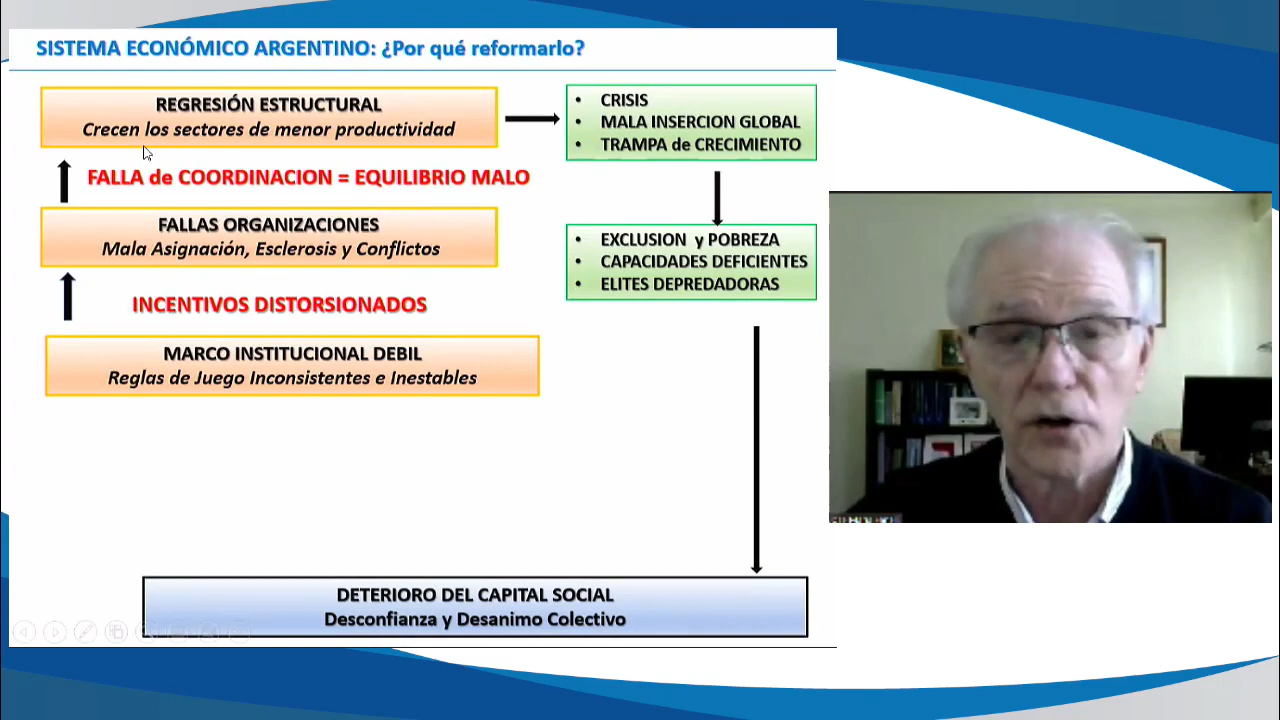 SISTEMA ECONÓMICO ARGENTINO: ¿Por qué reformarlo?
REGRESIÓN ESTRUCTURAL
Crecen los sectores de menor productividad
FALLA de COORDINACION = EQUILIBRIO MALO
FALLAS ORGANIZACIONES
Mala Asignación, Esclerosis y Conflictos
INCENTIVOS DISTORSIONADOS
MARCO INSTITUCIONAL DEBIL
Reglas de Juego Inconsistentes e Inestables
• CRISIS
• MALA INSERCION GLOBAL
• TRAMPA de CRECIMIENTO
• EXCLUSION y POBREZA
• CAPACIDADES DEFICIENTES
• ELITES DEPREDADORAS
DETERIORO DEL CAPITAL SOCIAL
Desconfianza y Desanimo Colectivo